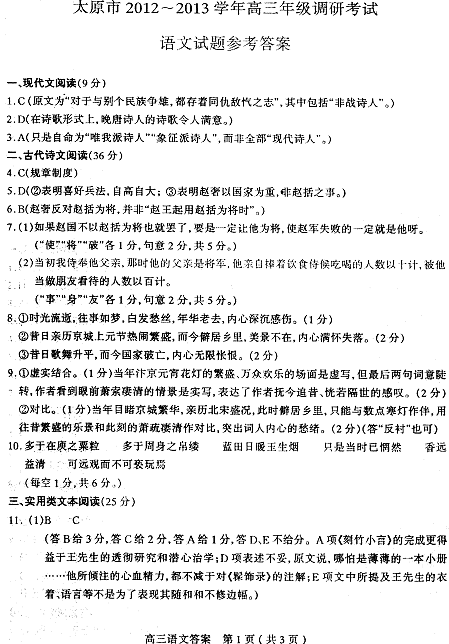 太原市2012～2013学年高三年级调研考试
语文试题参考答案
一、现代文阅读(9分)
1.C(原文为“对于与别个民族争雄,都存着同仇敌忾之志”,其中包括“非战诗人”。)
2.D(在诗歌形式上,晚唐诗人的诗歌令人满意。)
3.A(只是自命为“唯我派诗人”“象征派诗人”,而非全部“现代诗人”。)
二、古代诗文阅读(36分)
4.C(规章制度)
5.D(②表明喜好兵法,自高自大;③表明赵奢以国家为重,非赵括之事。)
6.B(赵奢反对赵括为将,并非“赵王起用赵括为将时”。)
7.(1)如果赵国不以赵括为将也就罢了,要是一定让他为将,使赵军失败的一定就是他呀。
(“使”“将”“破”各1分,句意2分,共5分。)
(2)当初我侍奉他父亲,那时他的父亲是将军,他亲自捧着饮食侍候吃喝的人数以十计,被他
当做朋友看待的人数以百计。
(“事”“身”“友”各1分,句意2分,共5分。)
8.①时光流逝,往事如梦,白发愁丝,年华老去,内心深沉感伤。(1分)
②昔日亲历京城上元节热闹繁盛,而今僻居乡里,美景不在,内心满怀失落。(2分)
③昔日歌舞升平,而今国家破亡,内心无限怅恨。(2分)
9.①虚实结合。(1分)当年汴京元宵花灯的繁盛、万众欢乐的场面是虚写,但最后两句词意陡
转,作者看到眼前萧索凄清的情景是实写,表达了作者抚今追昔、恍若隔世的感叹。(2分)
②对比。(1分)当年目睹京城繁华,亲历北宋盛况,此时僻居乡里,只能与数点寒灯作伴,用
往昔繁盛的乐景和此刻的萧疏凄清作对比,突出词人内心的愁绪。(2分)(答“反衬”也可)
10.多于在庾之粟粒 多于周身之帛缕 蓝田日暖玉生烟 只是当时已惘然 香远
益清 可远观而不可亵玩焉
(每空1分,共6分。)
三、实用类文本阅读(25分)
11.(1)B C
(答B给3分,答C给2分,答A给1分,答D、E不给分。A项《刻竹小言》的完成更得
益于王先生的透彻研究和潜心治学;D项表述不妥,原文说,哪怕是薄薄的一本小册
……他所倾注的心血精力,都不减于对《髹饰录》的注解;E项文中所提及王先生的衣
着、语言等不是为了表现其随和和不修边幅。)
高三语文答案 第1页(共3页)